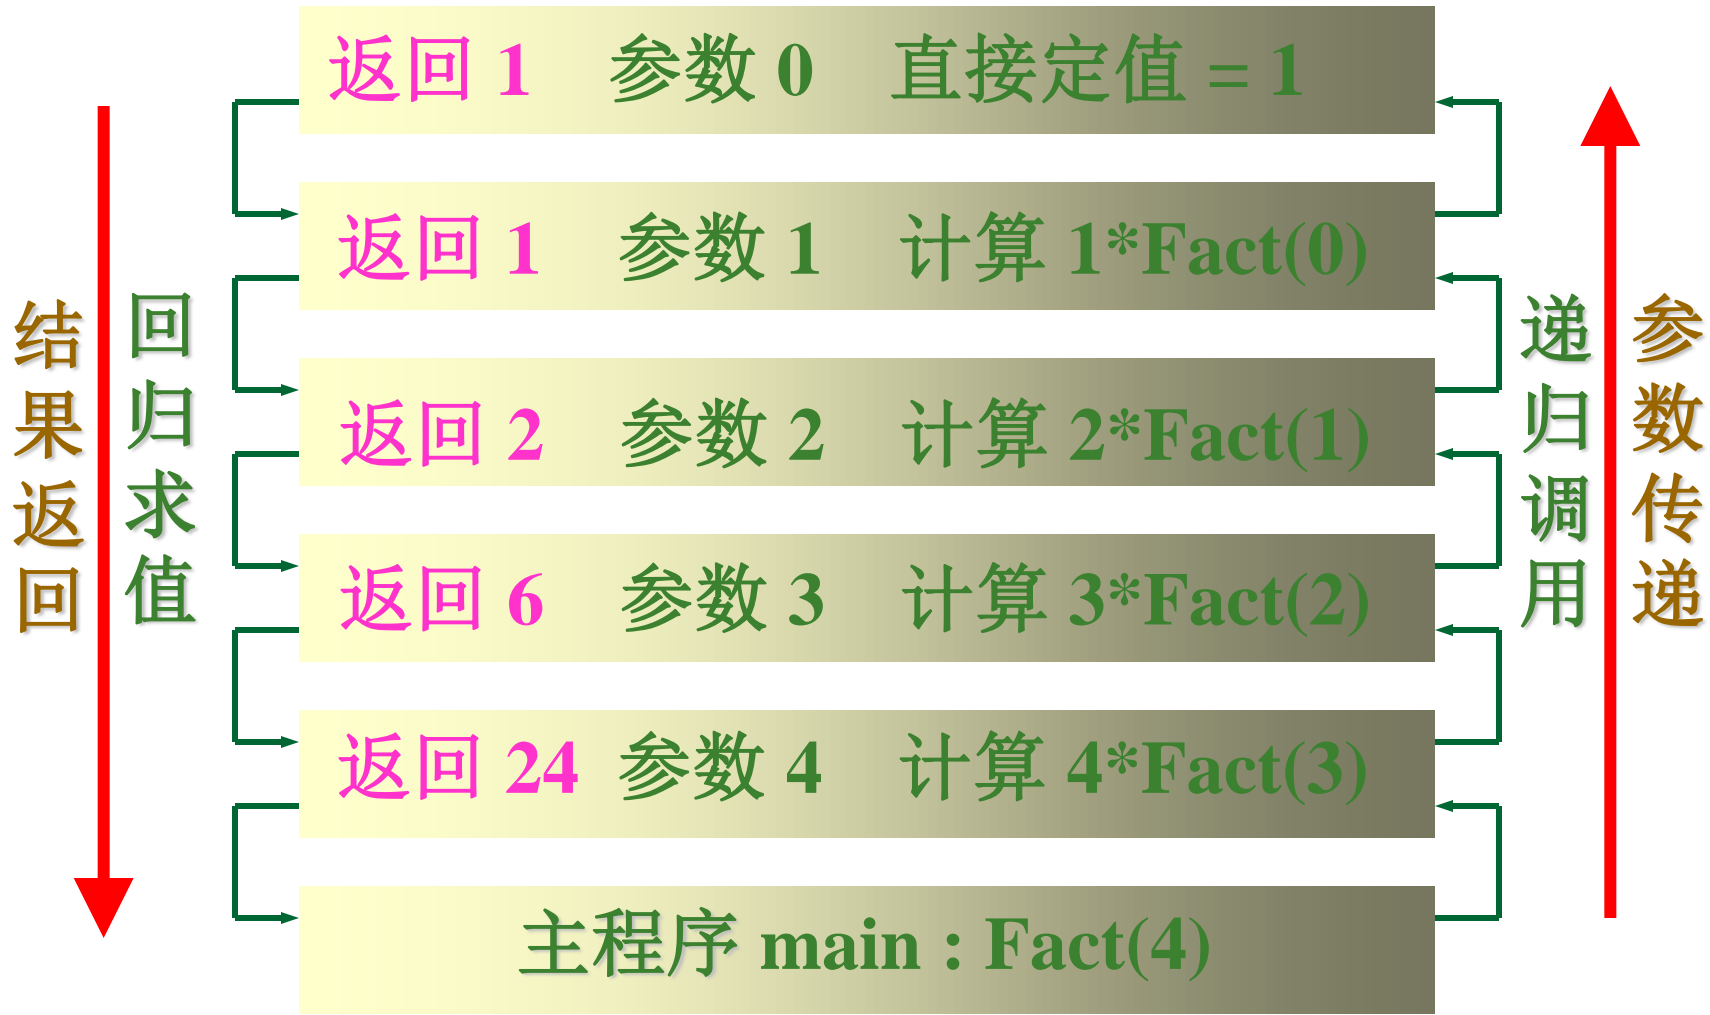 返回 1 参数 0 直接定值 = 1
返回 1 参数 1 计算 1*Fact(0)
返回 2 参数 2 计算 2*Fact(1)
返回 6 参数 3 计算 3*Fact(2)
返回 24 参数 4 计算 4*Fact(3)
主程序 main : Fact(4)
结果返回
回归求值
递归调用
参数传递